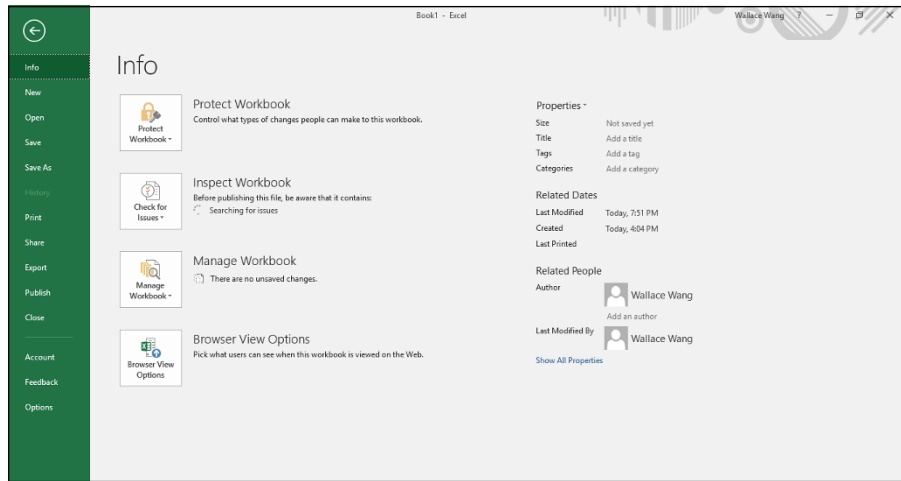 Book1 - Excel
Wallace Wang ?
Info
New
Open
Save
Save As
History
Print
Share
Export
Publish
Close
Account
Feedback
Options
Info
Protect
Workbook
Protect Workbook
Control what types of changes people can make to this workbook.
Check for
Issues
Inspect Workbook
Before publishing this file, be aware that it contains:
Searching for issues
Manage
Workbook
Manage Workbook
There are no unsaved changes.
Browser View
Options
Browser View Options
Pick what users can see when this workbook is viewed on the Web.
Properties
Size Not saved yet
Title Add a title
Tags Add a tag
Categories Add a category
Related Dates
Last Modified Today, 7:51 PM
Created Today, 4:04 PM
Last Printed
Related People
Author Wallace Wang
Add an author
Last Modified By Wallace Wang
Show All Properties